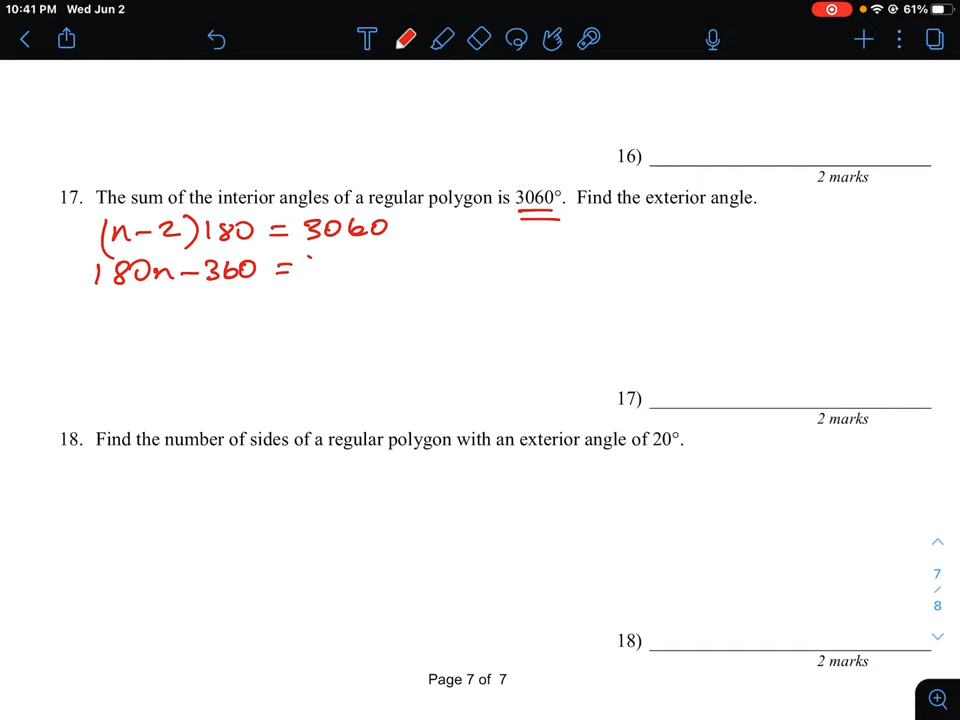 10:41 PM Wed Jun 2
61%
T
16)
2 marks
17. The sum of the interior angles of a regular polygon is 3060°. Find the exterior angle.
(n-2)180 = 3060
180n-360 =
17)
2 marks
18. Find the number of sides of a regular polygon with an exterior angle of 20°.
7
/
8
18)
2 marks
Page 7 of 7